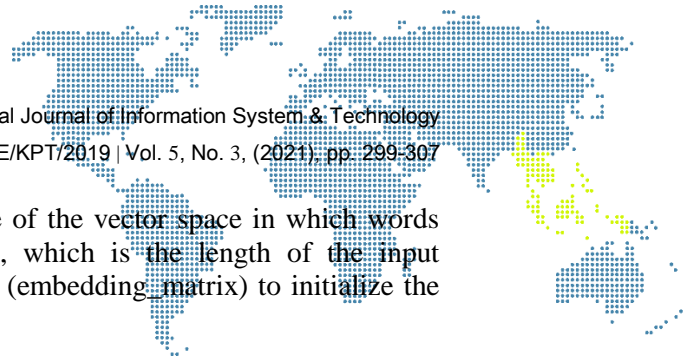 al Journal of Information System & Technology
E/KPT/2019 | Vol. 5, No. 3, (2021), pp. 299-307
e of the vector space in which words
, which is the length of the input
(embedding_matrix) to initialize the